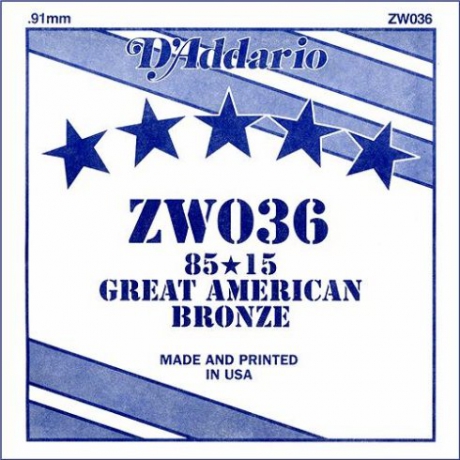 .91mm ZW036
D'Addario
ZW036
85★15
GREAT AMERICAN
BRONZE
MADE AND PRINTED
IN USA